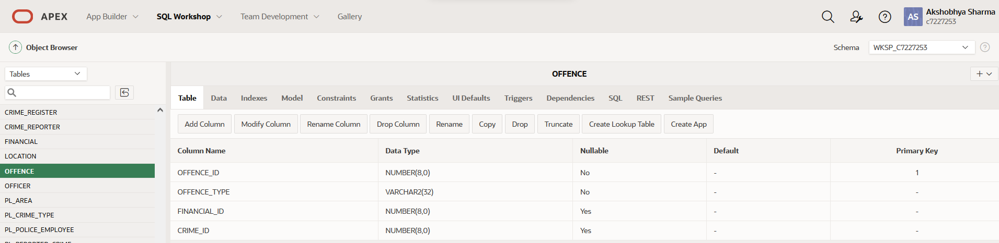 APEX App Builder SQL Workshop Team Development Gallery AS Akshobhya Sharma
c7227253
Object Browser Schema WKSP_C7227253
Tables
CRIME_REGISTER
CRIME_REPORTER
FINANCIAL
LOCATION
OFFENCE
OFFICER
PL_AREA
PL_CRIME_TYPE
PL_POLICE_EMPLOYEE
PL_REPORTER_CRIME
OFFENCE
Table Data Indexes Model Constraints Grants Statistics UI Defaults Triggers Dependencies SQL REST Sample Queries
Add Column Modify Column Rename Column Drop Column Rename Copy Drop Truncate Create Lookup Table Create App
Column Name Data Type Nullable Default Primary Key
OFFENCE_ID NUMBER(8,0) No - 1
OFFENCE_TYPE VARCHAR2(32) No - -
FINANCIAL_ID NUMBER(8,0) Yes - -
CRIME_ID NUMBER(8,0) Yes - -